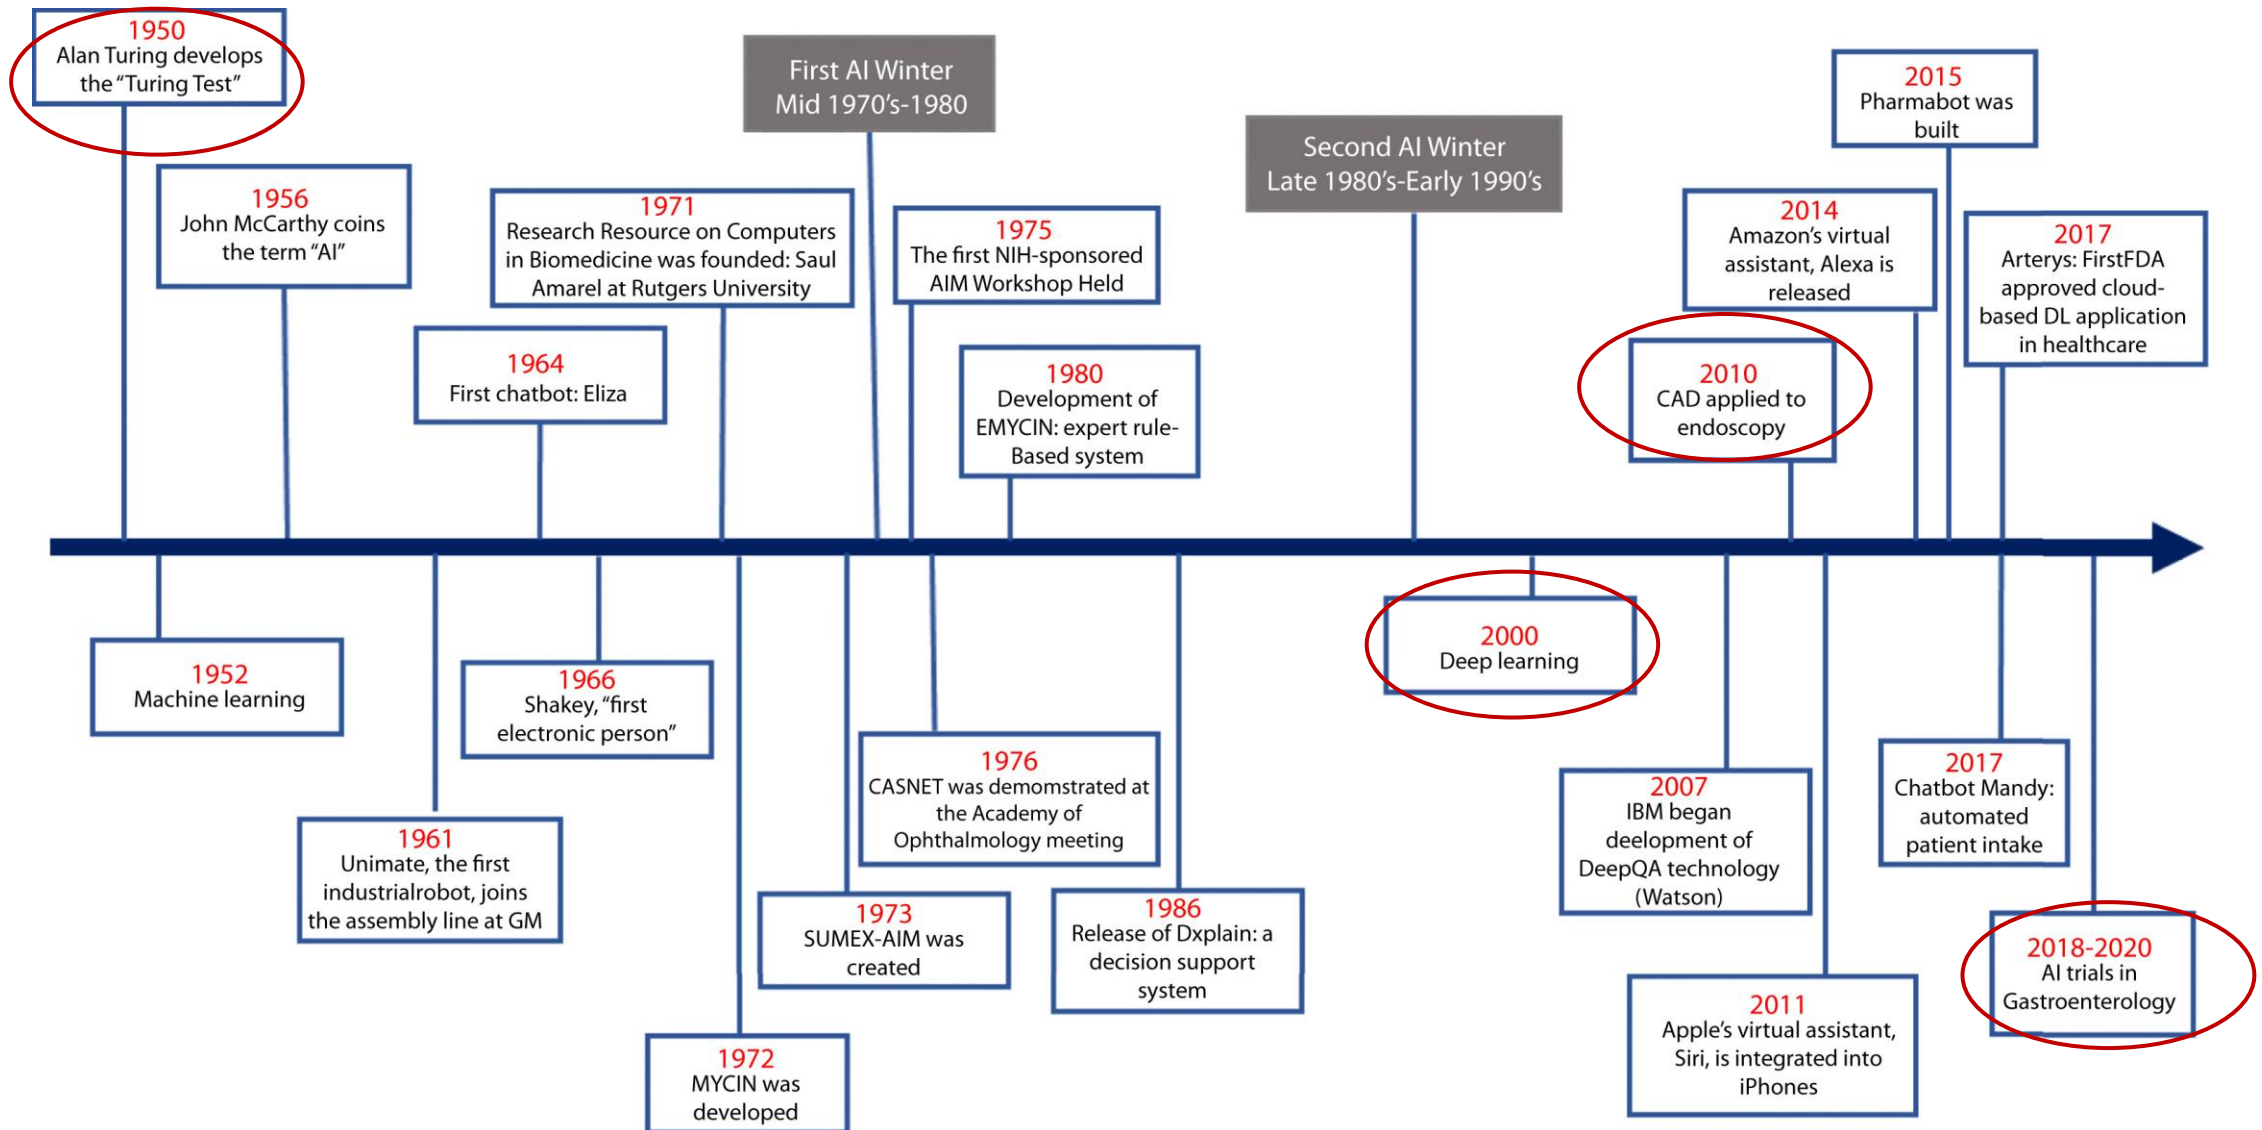 1950
Alan Turing develops
the “Turing Test”
1956
John McCarthy coins
the term “AI”
1964
First chatbot: Eliza
1971
Research Resource on Computers
in Biomedicine was founded: Saul
Amarel at Rutgers University
First AI Winter
Mid 1970’s-1980
1975
The first NIH-sponsored
AIM Workshop Held
1980
Development of
EMYCIN: expert rule-
Based system
Second AI Winter
Late 1980’s-Early 1990’s
2010
CAD applied to
endoscopy
2014
Amazon’s virtual
assistant, Alexa is
released
2015
Pharmabot was
built
2017
Arterys: FirstFDA
approved cloud-
based DL application
in healthcare
1952
Machine learning
1961
Unimate, the first
industrialrobot, joins
the assembly line at GM
1966
Shakey, “first
electronic person”
1972
MYCIN was
developed
1973
SUMEX-AIM was
created
1976
CASNET was demomstrated at
the Academy of
Ophthalmology meeting
1986
Release of Dxplain: a
decision support
system
2000
Deep learning
2007
IBM began
deelopment of
DeepQA technology
(Watson)
2011
Apple’s virtual assistant,
Siri, is integrated into
iPhones
2017
Chatbot Mandy:
automated
patient intake
2018-2020
AI trials in
Gastroenterology